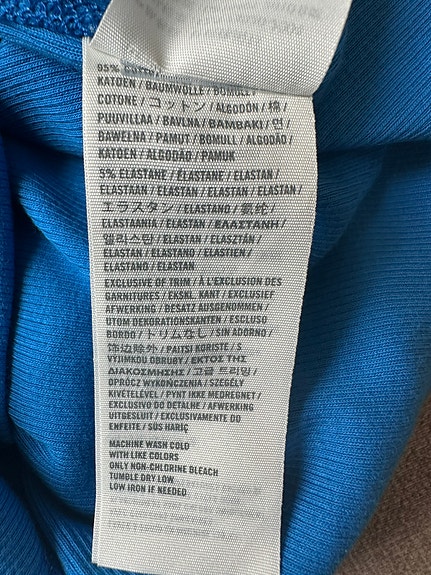 95% COTTON
KATOEN / BAUMWOLLE / BOMULL /
COTONE / コットン / ALGODÓN / 棉 /
PUUVILLAA / BAVLNA / ΒΑΜΒΑΚΙ / 면 /
BAWEŁNA / PAMUT / BOMULL / ALGODÃO /
KATOEN / ALGODÃO / PAMUK
5% ELASTANE / ÉLASTANE / ELASTAN /
ELASTAAN / ELASTAN / ELASTAN / ELASTAN /
エラスタン / ELASTANO / 氨纶 /
ELASTAANIA / ELASTAN / ΕΛΑΣΤΑΝΗ /
엘라스틴 / ELASTAN / ELASZTÁN /
ELASTAN / ELASTANO / ELASTIEN /
ELASTANO / ELASTAN
EXCLUSIVE OF TRIM / À L'EXCLUSION DES
GARNITURES / EKSKL. KANT / EXCLUSIEF
AFWERKING / BESATZ AUSGENOMMEN /
UTOM DEKORATIONSKANTEN / ESCLUSO
BORDO / トリムなし / SIN ADORNO /
饰边除外 / PAITSI KORISTE / S
VÝJIMKOU OBRUBY / ΕΚΤΟΣ ΤΗΣ
ΔΙΑΚΟΣΜΗΣΗΣ / 고급 트리밍 /
OPRÓCZ WYKOŃCZENIA / SZEGÉLY
KIVÉTELÉVEL / PYNT IKKE MEDREGNET /
EXCLUSIVO DO DETALHE / AFWERKING
UITGESLUIT / EXCLUSIVAMENTE DO
ENFEITE / SÜS HARİÇ
MACHINE WASH COLD
WITH LIKE COLORS
ONLY NON-CHLORINE BLEACH
TUMBLE DRY LOW
LOW IRON IF NEEDED